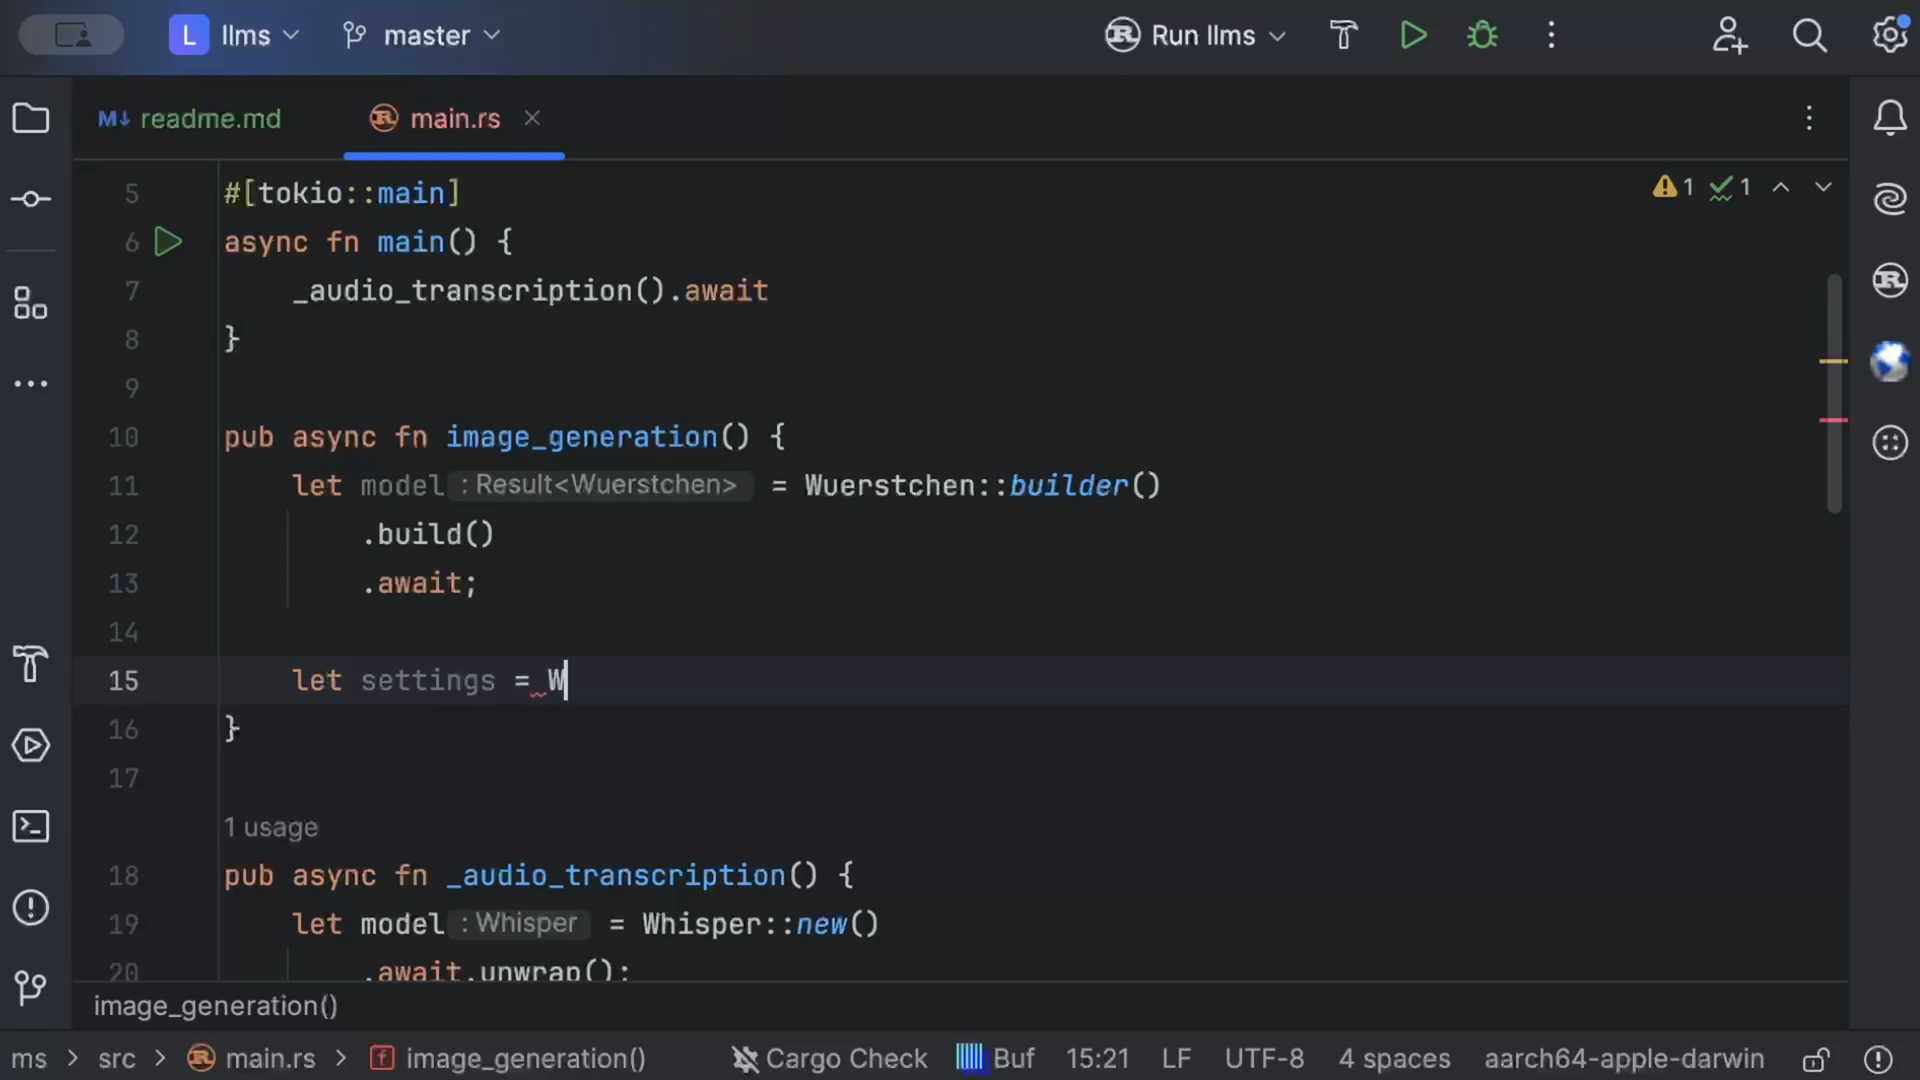 L llms master Run llms
M↓ readme.md main.rs
5 #[tokio::main]
1 1
6 async fn main() {
7 _audio_transcription().await
8 }
9
10 pub async fn image_generation() {
11 let model : Result<Wuerstchen> = Wuerstchen::builder()
12 .build()
13 .await;
14
15 let settings = W
16 }
17
1 usage
18 pub async fn _audio_transcription() {
19 let model : Whisper = Whisper::new()
20 .await.unwrap();
image_generation()
ms > src > main.rs > f image_generation() Cargo Check Buf 15:21 LF UTF-8 4 spaces aarch64-apple-darwin